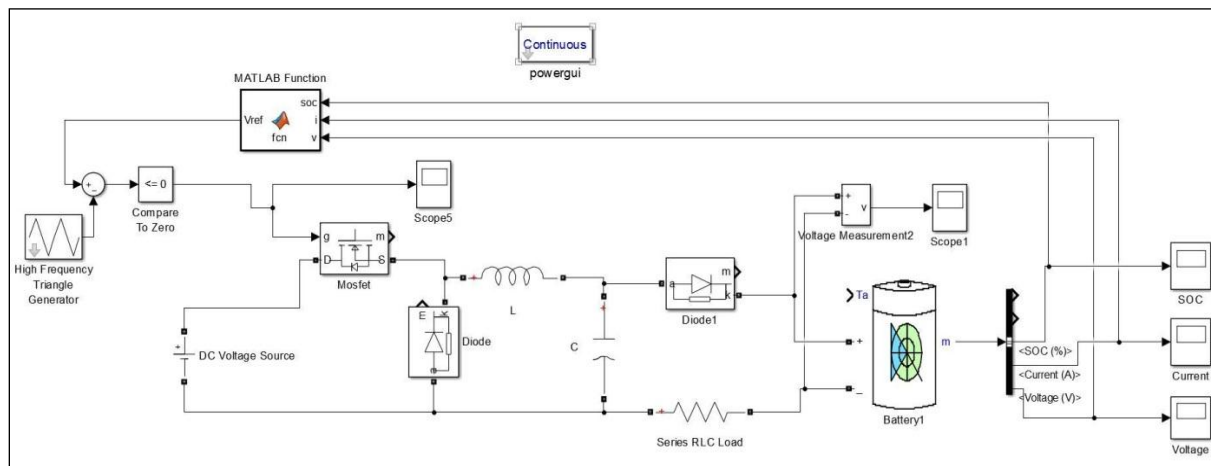 Continuous
powergui
MATLAB Function
soc
Vref
i
fcn
v
+
-
<= 0
Compare
To Zero
Scope5
High Frequency
Triangle
Generator
g
m
D
S
Mosfet
+
-
v
Voltage Measurement2
Scope1
L
a
m
k
Diode1
m
k
a
Diode
+
DC Voltage Source
C
Ta
+
m
-
Battery1
Series RLC Load
<SOC (%)>
<Current (A)>
<Voltage (V)>
SOC
Current
Voltage